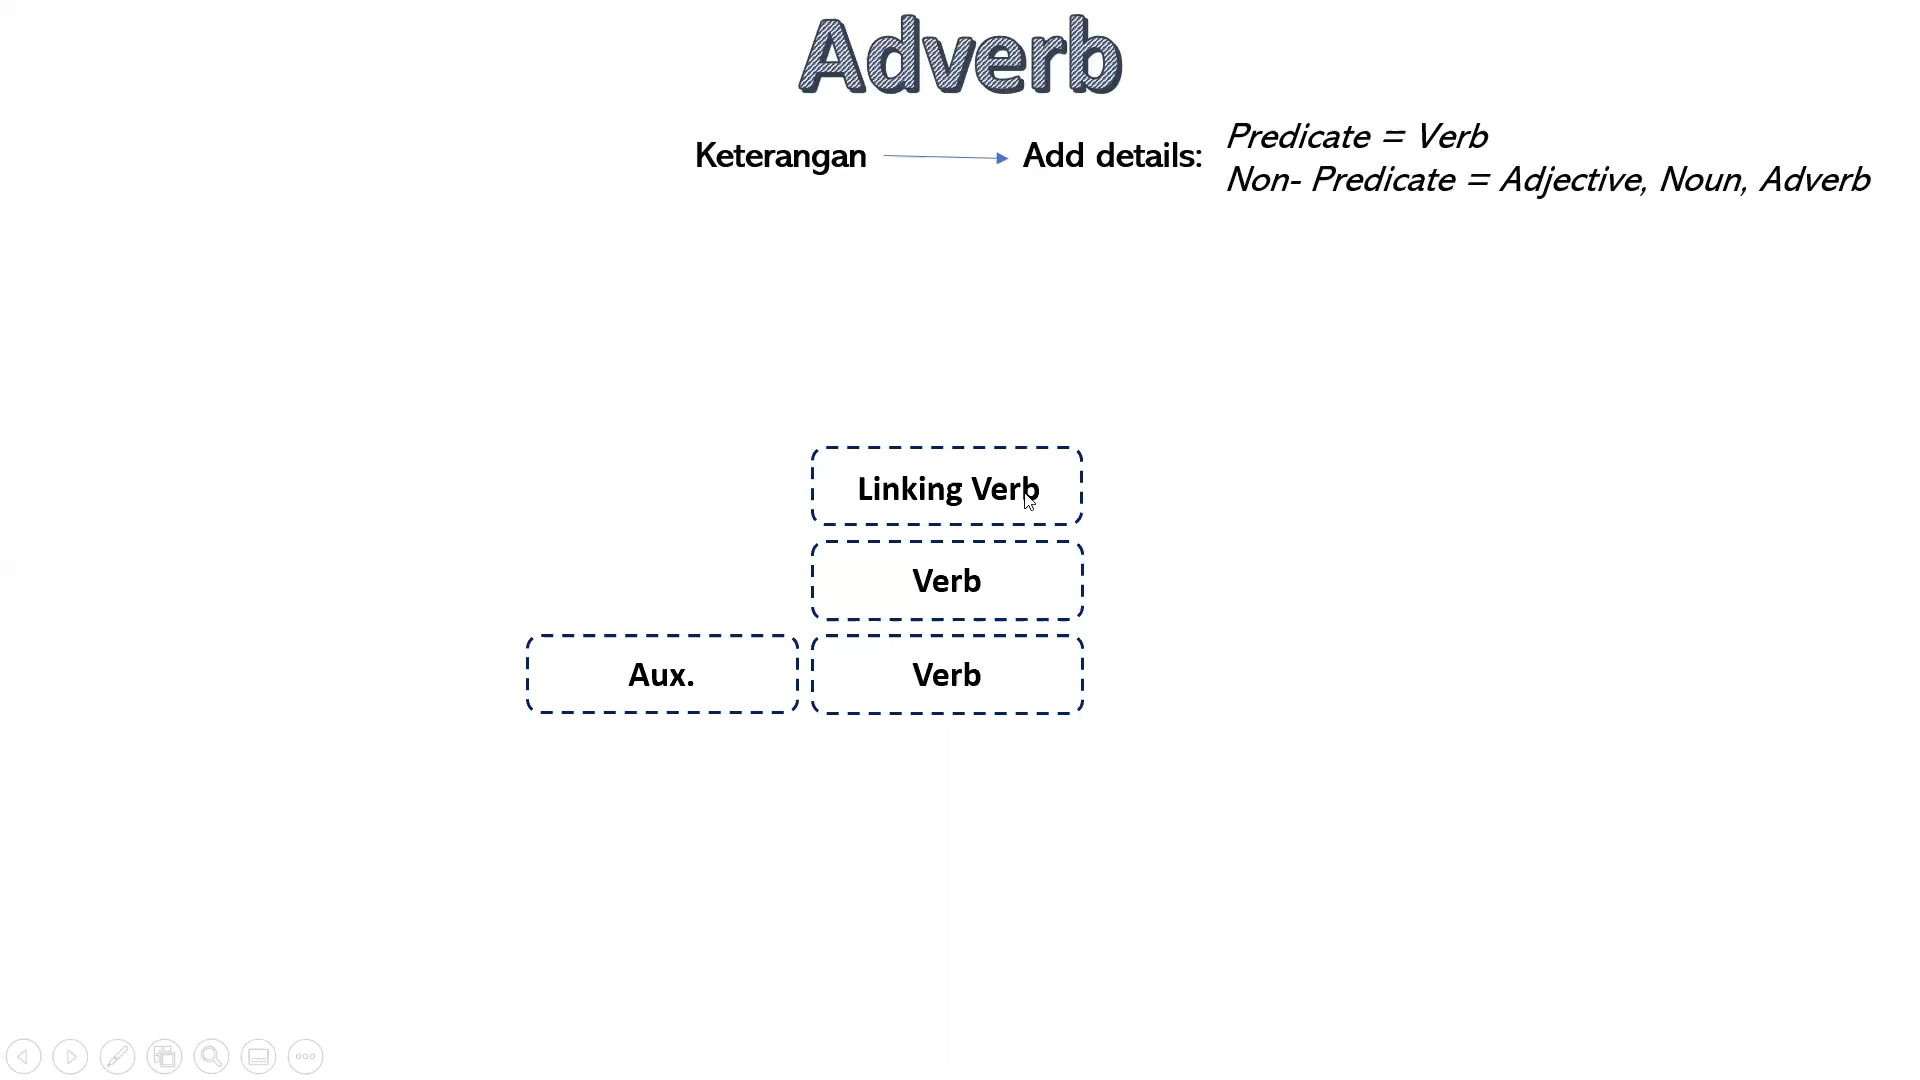 Adverb
Keterangan
Add details:
Predicate = Verb
Non- Predicate = Adjective, Noun, Adverb
Linking Verb
Verb
Aux.
Verb